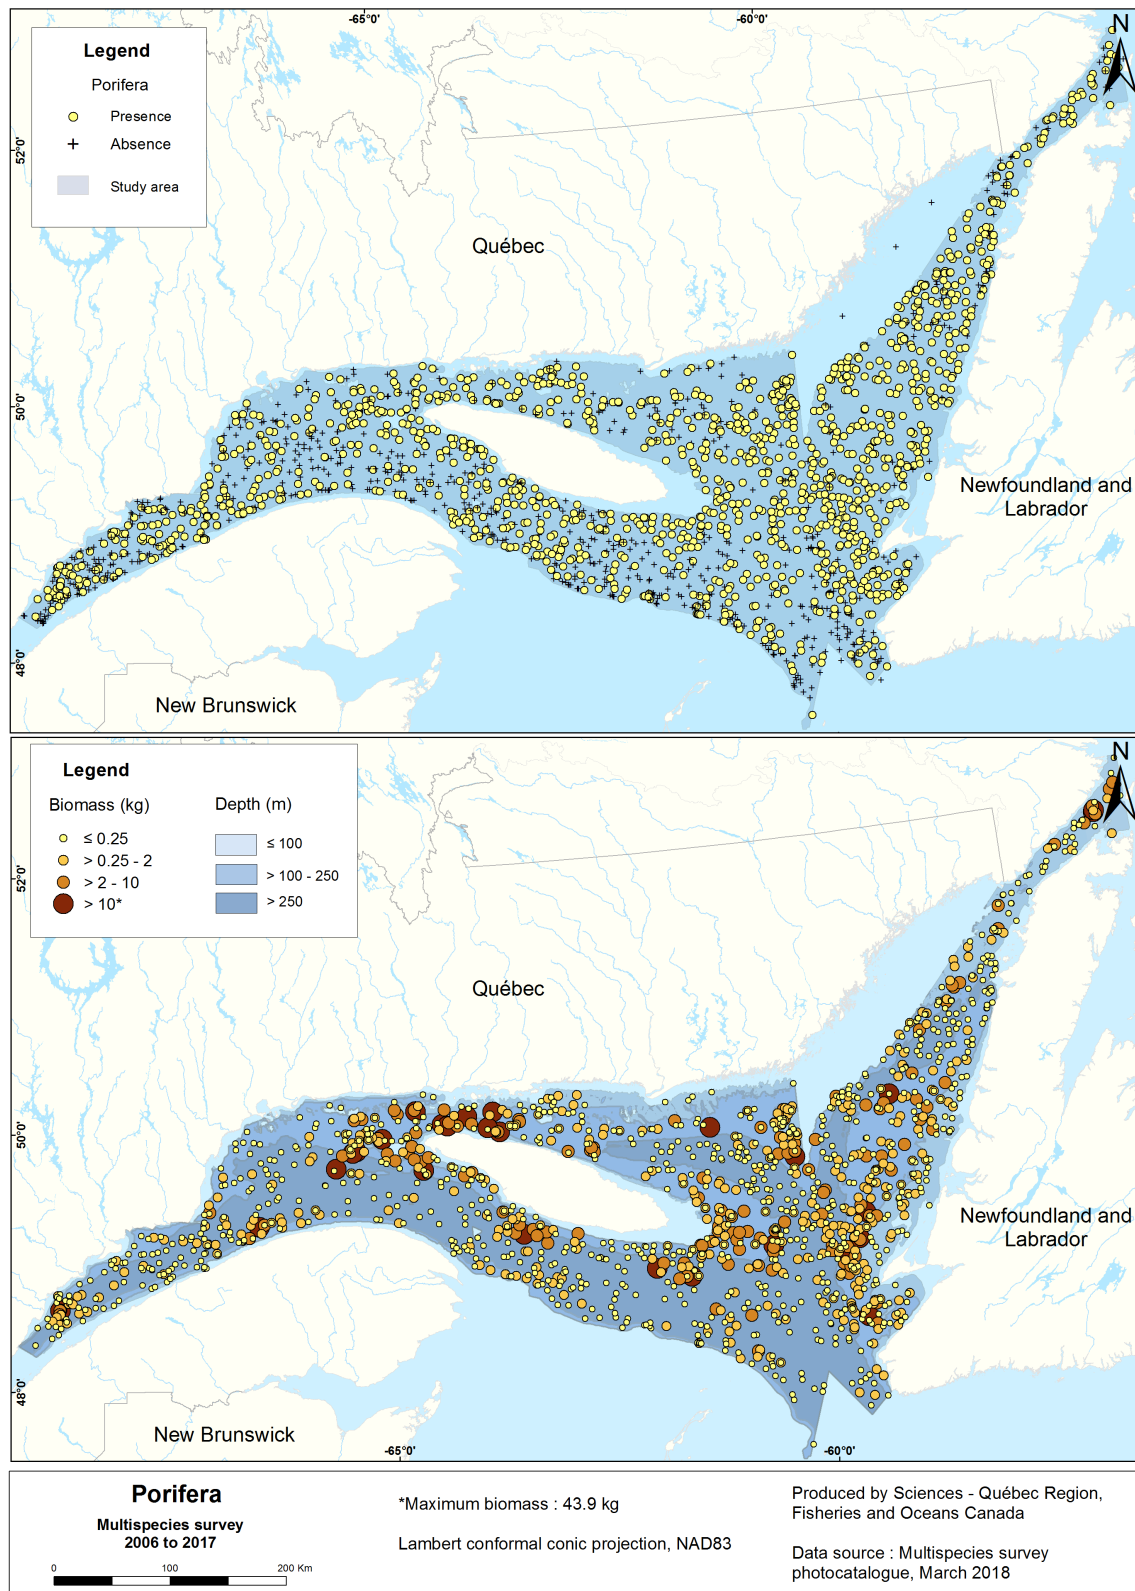 -65°0'
-60°0'
N
Legend
Porifera
Presence
Absence
Study area
52°0'
Québec
50°0'
Newfoundland and
Labrador
48°0'
New Brunswick
N
Legend
Biomass (kg)
Depth (m)
≤ 0.25
> 0.25 - 2
> 2 - 10
> 10*
≤ 100
> 100 - 250
> 250
52°0'
Québec
50°0'
Newfoundland and
Labrador
48°0'
New Brunswick
-65°0'
-60°0'
Porifera
Multispecies survey
2006 to 2017
0 100 200 Km
*Maximum biomass : 43.9 kg
Lambert conformal conic projection, NAD83
Produced by Sciences - Québec Region,
Fisheries and Oceans Canada
Data source : Multispecies survey
photocatalogue, March 2018